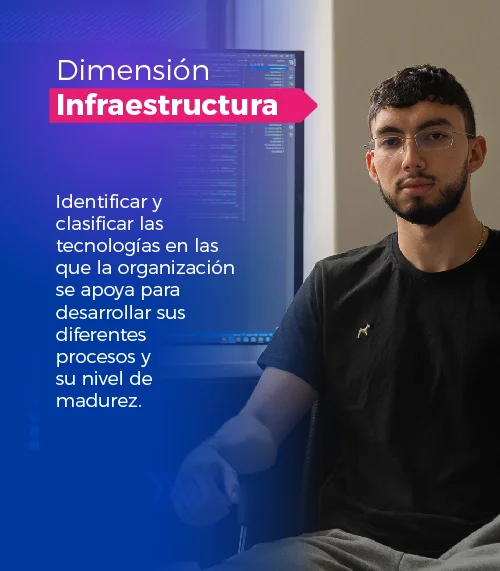 Dimensión
Infraestructura
Identificar y
clasificar las
tecnologías en las
que la organización
se apoya para
desarrollar sus
diferentes
procesos y
su nivel de
madurez.